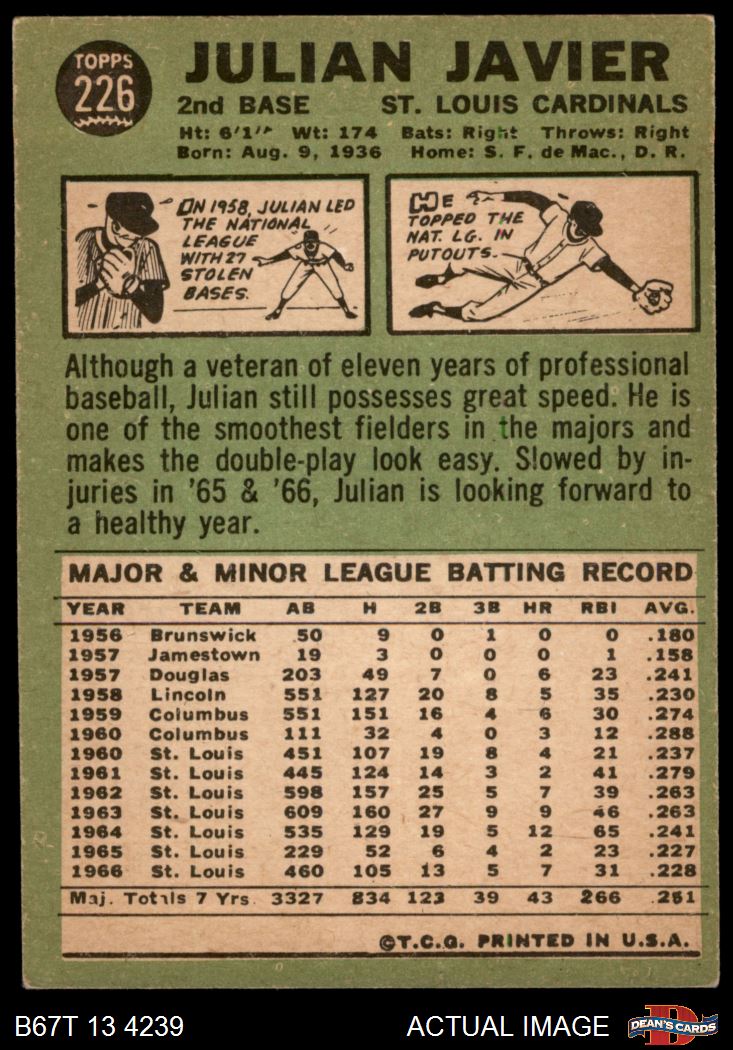 TOPPS
226
JULIAN JAVIER
2nd BASE ST. LOUIS CARDINALS
Ht: 6'1" Wt: 174 Bats: Right Throws: Right
Born: Aug. 9, 1936 Home: S. F. de Mac., D. R.
IN 1958, JULIAN LED
THE NATIONAL
LEAGUE
WITH 27
STOLEN
BASES.
HE
TOPPED THE
NAT. LG. IN
PUTOUTS.
Although a veteran of eleven years of professional
baseball, Julian still possesses great speed. He is
one of the smoothest fielders in the majors and
makes the double-play look easy. Slowed by in-
juries in '65 & '66, Julian is looking forward to
a healthy year.
MAJOR & MINOR LEAGUE BATTING RECORD
YEAR TEAM AB H 2B 3B HR RBI AVG.
1956 Brunswick 50 9 0 1 0 0 .180
1957 Jamestown 19 3 0 0 0 1 .158
1957 Douglas 203 49 7 0 6 23 .241
1958 Lincoln 551 127 20 8 5 35 .230
1959 Columbus 551 151 16 4 6 30 .274
1960 Columbus 111 32 4 0 3 12 .288
1960 St. Louis 451 107 19 8 4 21 .237
1961 St. Louis 445 124 14 3 2 41 .279
1962 St. Louis 598 157 25 5 7 39 .263
1963 St. Louis 609 160 27 9 9 46 .263
1964 St. Louis 535 129 19 5 12 65 .241
1965 St. Louis 229 52 6 4 2 23 .227
1966 St. Louis 460 105 13 5 7 31 .228
Maj. Totals 7 Yrs. 3327 834 123 39 43 266 .251
©T.C.G. PRINTED IN U.S.A.
B67T 13 4239 ACTUAL IMAGE DEAN'S CARDS